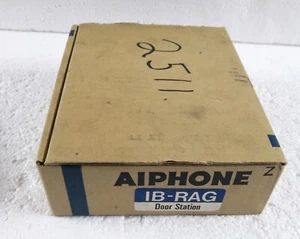 2511
AIPHONE
Z
IB-RAG
Door Station